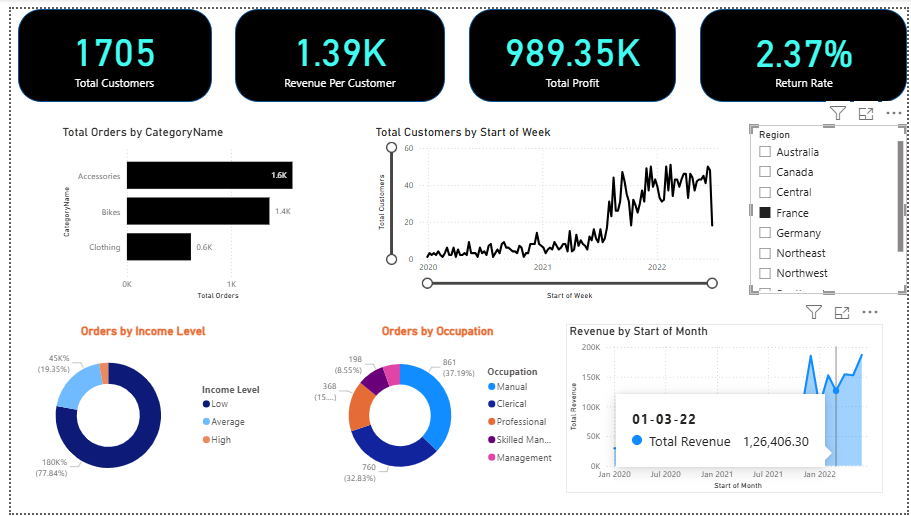 1705
Total Customers
1.39K
Revenue Per Customer
989.35K
Total Profit
2.37%
Return Rate
Total Orders by CategoryName
CategoryName
Accessories
1.6K
Bikes
1.4K
Clothing
0.6K
0K
1K
Total Orders
Total Customers by Start of Week
Total Customers
60
40
20
0
2020
2021
2022
Start of Week
Region
Australia
Canada
Central
France
Germany
Northeast
Northwest
Orders by Income Level
45K%
(19.35%)
180K%
(77.84%)
Income Level
Low
Average
High
Orders by Occupation
198
(8.55%)
368
(15....)
760
(32.83%)
861
(37.19%)
Occupation
Manual
Clerical
Professional
Skilled Man...
Management
Revenue by Start of Month
Total Revenue
200K
150K
100K
50K
0K
01-03-22
Total Revenue 1,26,406.30
Jan 2020
Jul 2020
Jan 2021
Jul 2021
Jan 2022
Start of Month